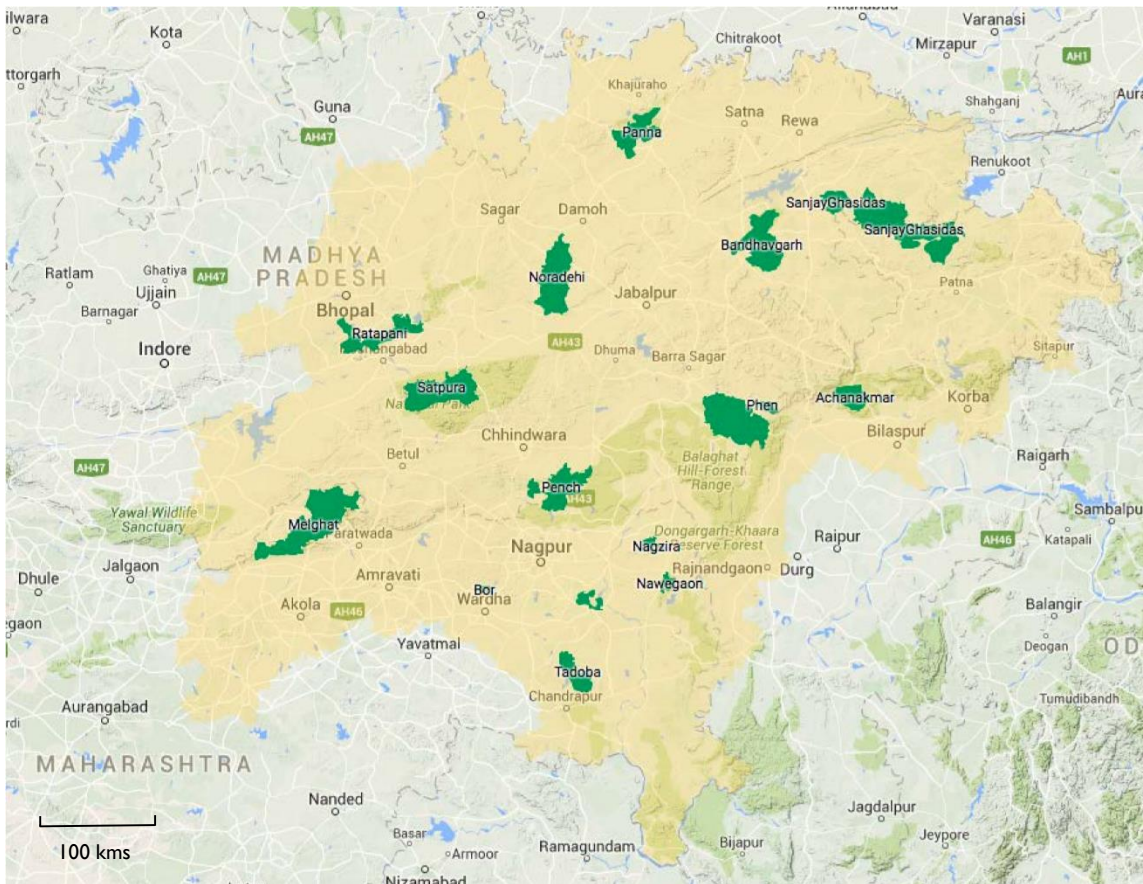 Kota
Chitrakoot
Varanasi
Mirzapur
AH1
Guna
AH47
Khajuraho
Panna
Satna
Rewa
Shahganj
Renukoot
Sagar
Damoh
SanjayGhasidas
SanjayGhasidas
Bandhavgarh
MADHYA
PRADESH
Ratlam
Ghatiya
AH47
Ujjain
Barnagar
Bhopal
Noradehi
Jabalpur
Patna
Indore
Ratapani
AH43
Dhuma
Barra Sagar
Sitapur
Satpura
Phen
Achanakmar
Korba
Chhindwara
Bilaspur
Betul
Balaghat
Hill-Forest
Range
AH47
Raigarh
Pench
AH43
Yawal Wildlife
Sanctuary
Melghat
Paratwada
Dongargarh-Khaara
Reserve Forest
Sambalpu
Katapali
Nagpur
Nagzira
Raipur
AH46
Jalgaon
Rajnandgaon
Durg
Dhule
Amravati
Bor
Nawegaon
Akola
AH46
Wardha
Balangir
Yavatmal
Deogan
OD
Tadoba
Chandrapur
Tumudibandh
Aurangabad
MAHARASHTRA
Nanded
Jagdalpur
100 kms
Basar
Armoor
Ramagundam
Bijapur
Jeypore
Nizamabad